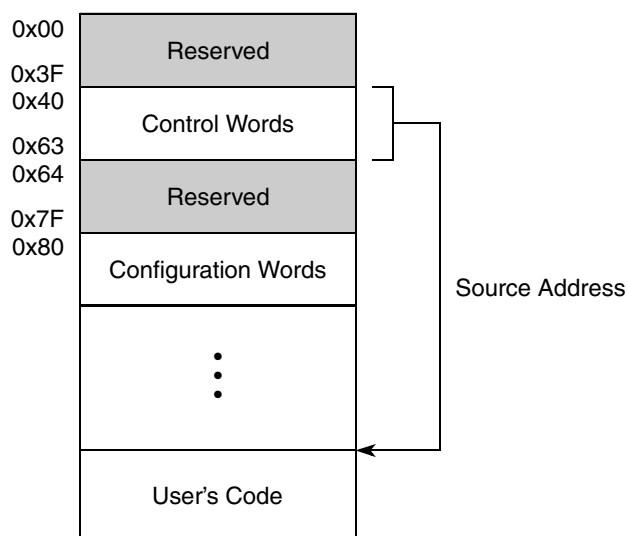 0x00
Reserved
0x3F
0x40
Control Words
0x63
0x64
Reserved
0x7F
0x80
Configuration Words
Source Address
User's Code